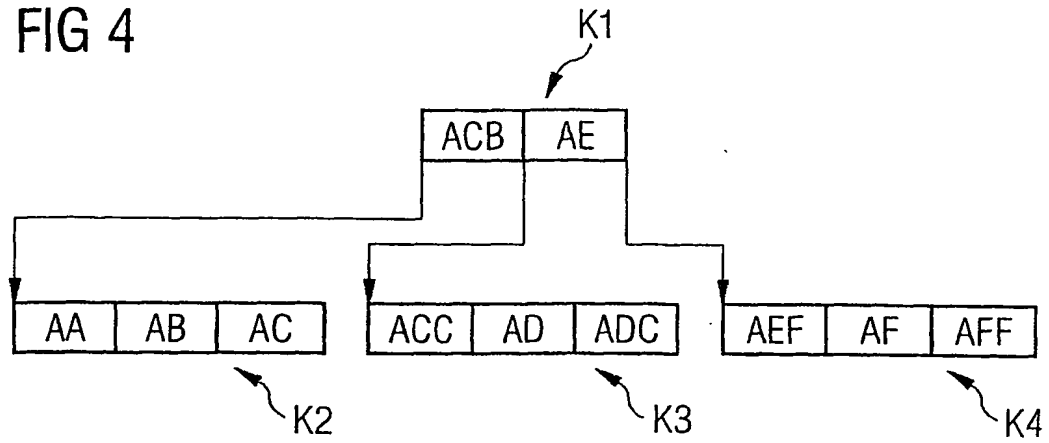 FIG 4
K1
ACB AE
AA AB AC ACC AD ADC AEF AF AFF
K2 K3 K4